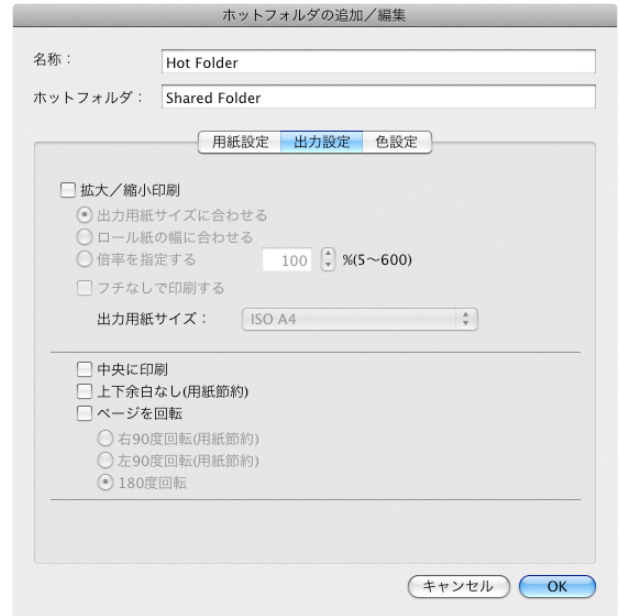 ホットフォルダの追加／編集
名称：
Hot Folder
ホットフォルダ：
Shared Folder
用紙設定 出力設定 色設定
拡大／縮小印刷
出力用紙サイズに合わせる
ロール紙の幅に合わせる
倍率を指定する 100 %(5～600)
フチなしで印刷する
出力用紙サイズ： ISO A4
中央に印刷
上下余白なし(用紙節約)
ページを回転
右90度回転(用紙節約)
左90度回転(用紙節約)
180度回転
キャンセル OK